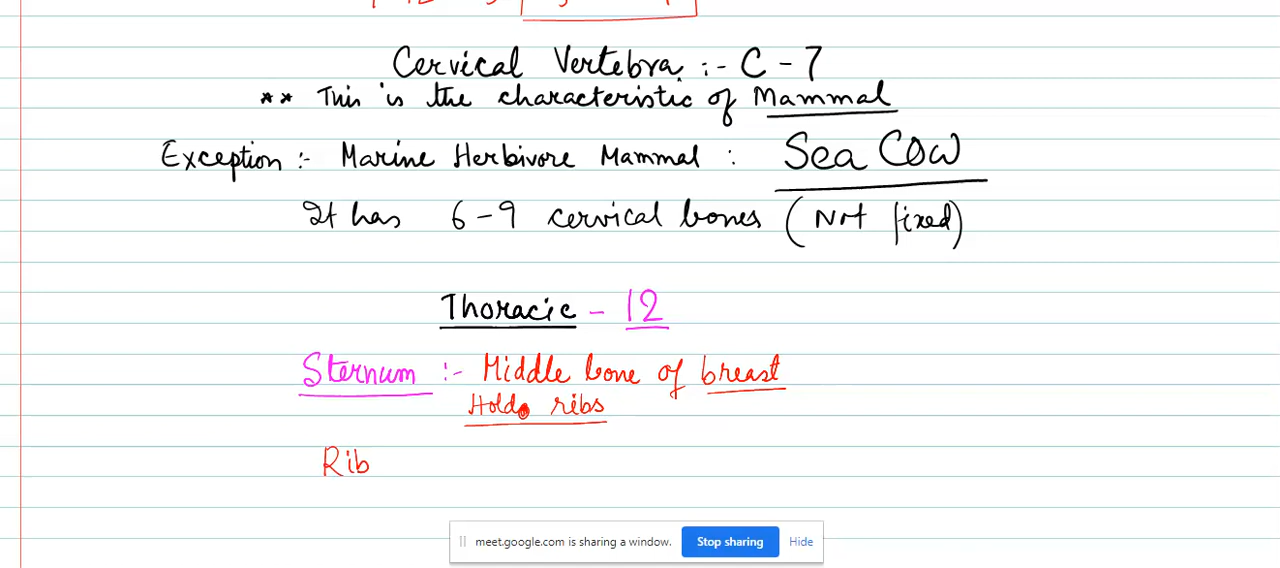 Cervical Vertebra :- C - 7
** This is the characteristic of Mammal
Exception :- Marine Herbivore Mammal : Sea Cow
It has 6-9 cervical bones (Not fixed)
Thoracic - 12
Sternum :- Middle bone of breast
Holds ribs
Rib
meet.google.com is sharing a window. Stop sharing Hide